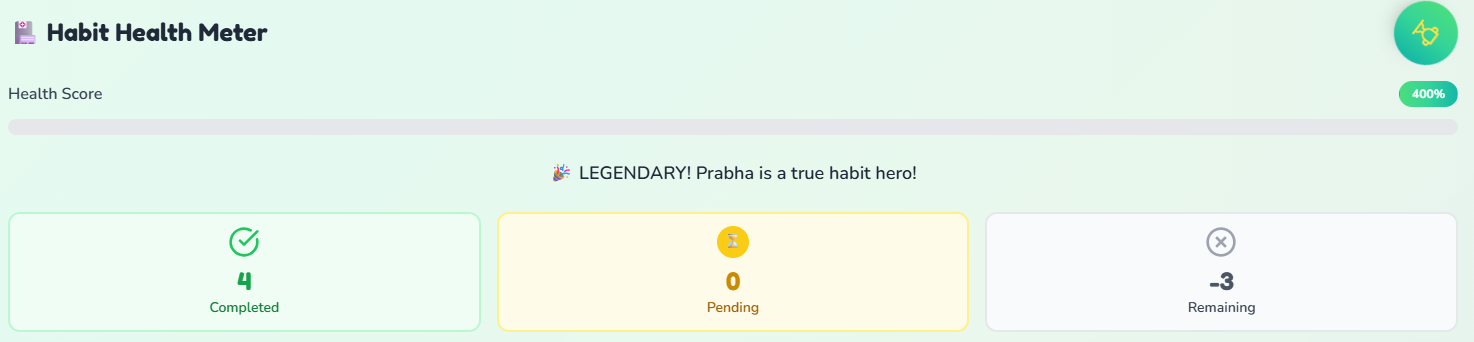 Habit Health Meter
Health Score
400%
🎉 LEGENDARY! Prabha is a true habit hero!
4
Completed
0
Pending
-3
Remaining